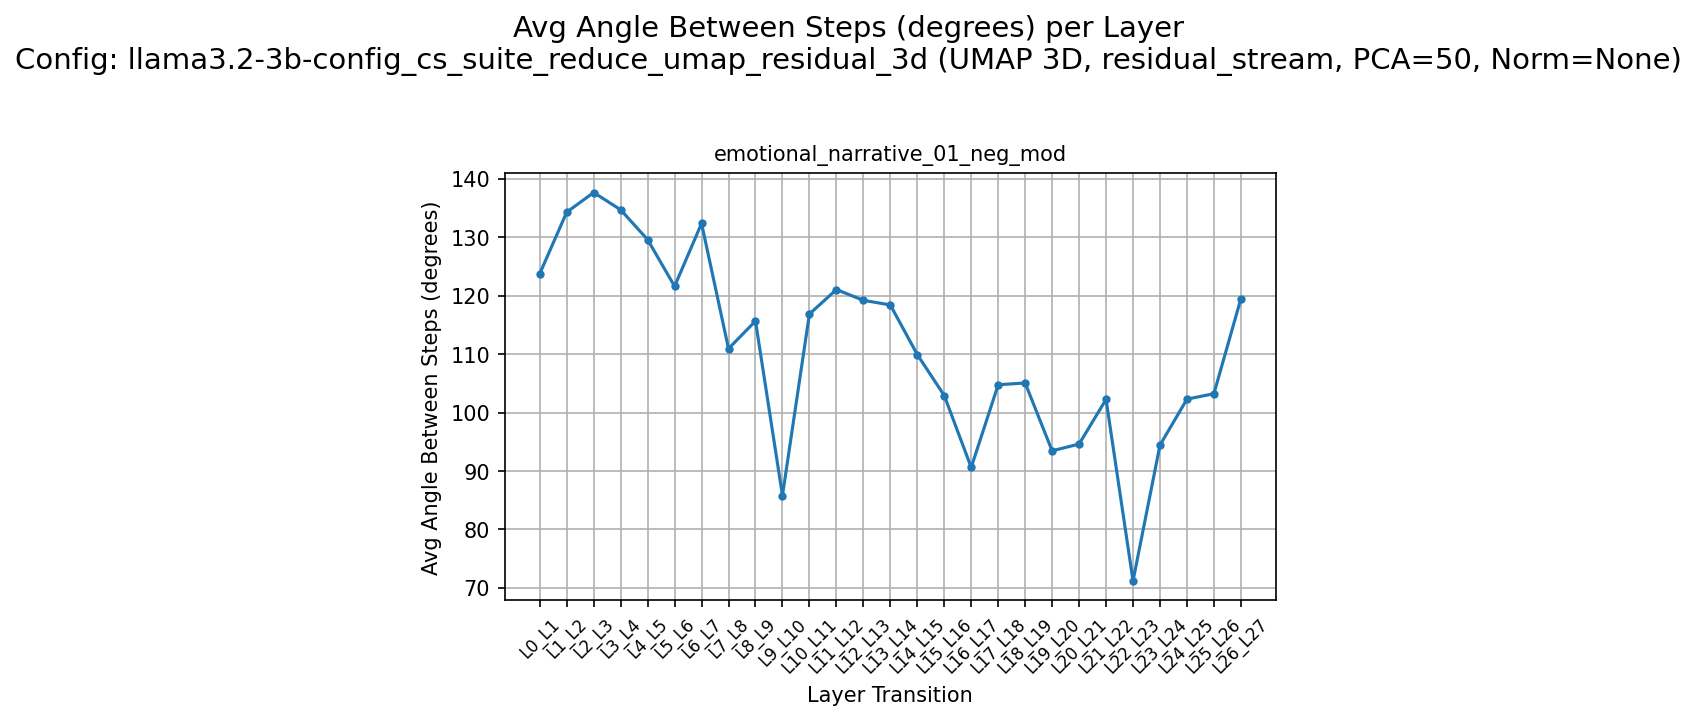 Avg Angle Between Steps (degrees) per Layer
Config: llama3.2-3b-config_cs_suite_reduce_umap_residual_3d (UMAP 3D, residual_stream, PCA=50, Norm=None)
emotional_narrative_01_neg_mod
Avg Angle Between Steps (degrees)
140
130
120
110
100
90
80
70
L0_L1
L1_L2
L2_L3
L3_L4
L4_L5
L5_L6
L6_L7
L7_L8
L8_L9
L9_L10
L10_L11
L11_L12
L12_L13
L13_L14
L14_L15
L15_L16
L16_L17
L17_L18
L18_L19
L19_L20
L20_L21
L21_L22
L22_L23
L23_L24
L24_L25
L25_L26
L26_L27
Layer Transition